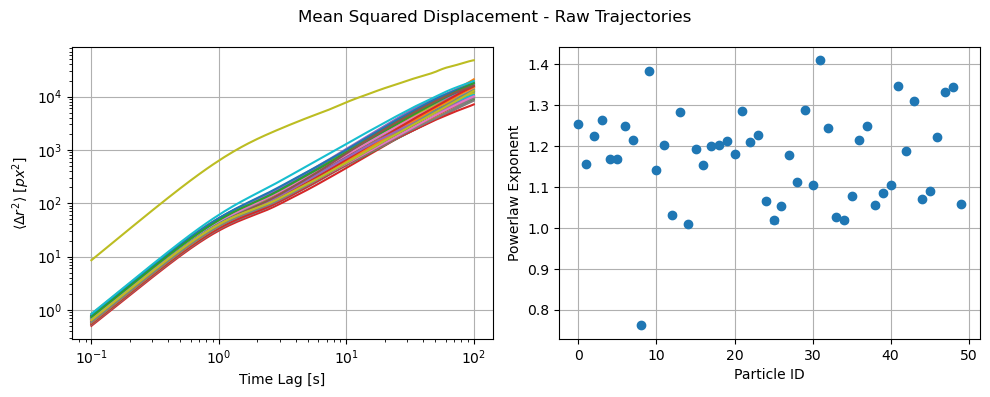 Mean Squared Displacement - Raw Trajectories
⟨Δr²⟩ [px²]
10⁴
10³
10²
10¹
10⁰
10⁻¹ 10⁰ 10¹ 10² 
Time Lag [s]
Powerlaw Exponent
1.4
1.3
1.2
1.1
1.0
0.9
0.8
0 10 20 30 40 50
Particle ID